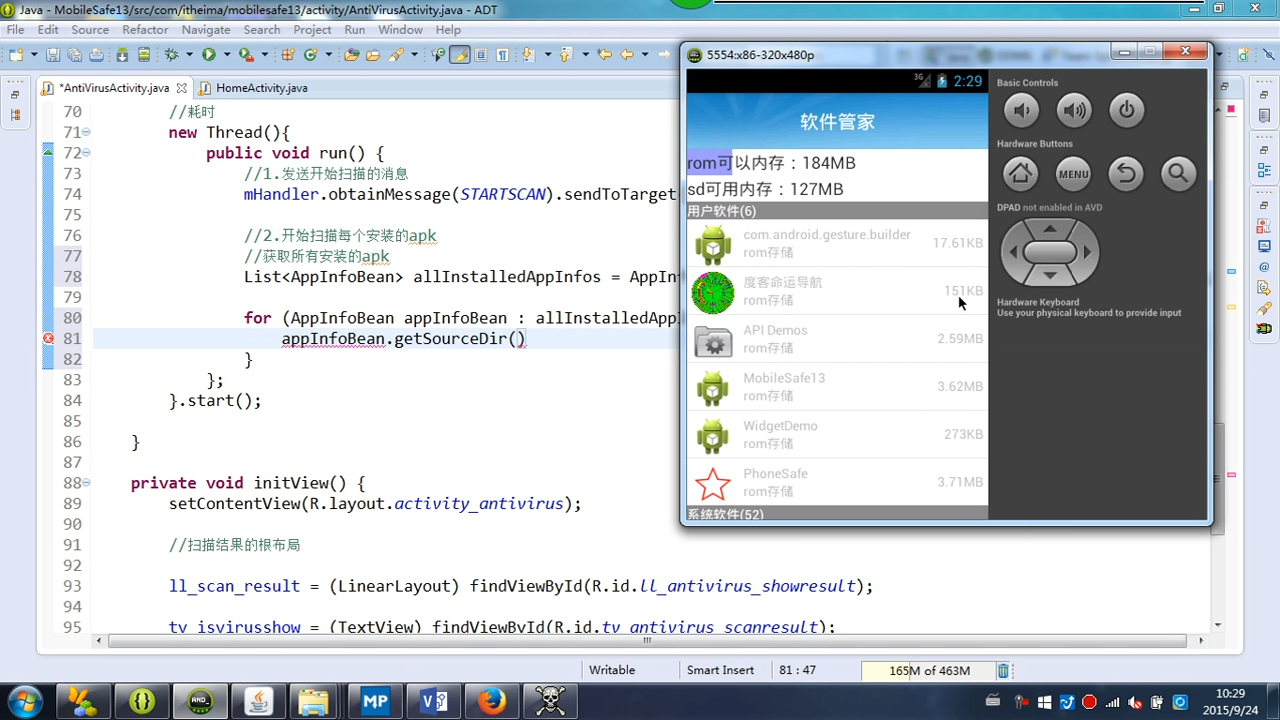 Java - MobileSafe13/src/com/itheima/mobilesafe13/activity/AntiVirusActivity.java - ADT
File Edit Source Refactor Navigate Search Project Run Window Help
*AntiVirusActivity.java
HomeActivity.java
70 //耗时
71 new Thread(){
72 public void run() {
73 //1.发送开始扫描的消息
74 mHandler.obtainMessage(STARTSCAN).sendToTarget
75
76 //2.开始扫描每个安装的apk
77 //获取所有安装的apk
78 List<AppInfoBean> allInstalledAppInfos = AppIn
79
80 for (AppInfoBean appInfoBean : allInstalledApp
81 appInfoBean.getSourceDir()
82 }
83 };
84 }.start();
85
86 }
87
88 private void initView() {
89 setContentView(R.layout.activity_antivirus);
90
91 //扫描结果的根布局
92
93 ll_scan_result = (LinearLayout) findViewById(R.id.ll_antivirus_showresult);
94
95 tv_isvirusshow = (TextView) findViewById(R.id.tv_antivirus_scanresult);
5554:x86-320x480p
3G 2:29
软件管家
rom可以内存：184MB
sd可用内存：127MB
用户软件(6)
com.android.gesture.builder
rom存储 17.61KB
度客命运导航
rom存储 151KB
API Demos
rom存储 2.59MB
MobileSafe13
rom存储 3.62MB
WidgetDemo
rom存储 273KB
PhoneSafe
rom存储 3.71MB
系统软件(52)
Basic Controls
Hardware Buttons
MENU
DPAD not enabled in AVD
Hardware Keyboard
Use your physical keyboard to provide input
Writable Smart Insert 81 : 47 165M of 463M
AND_
MP
10:29
2015/9/24